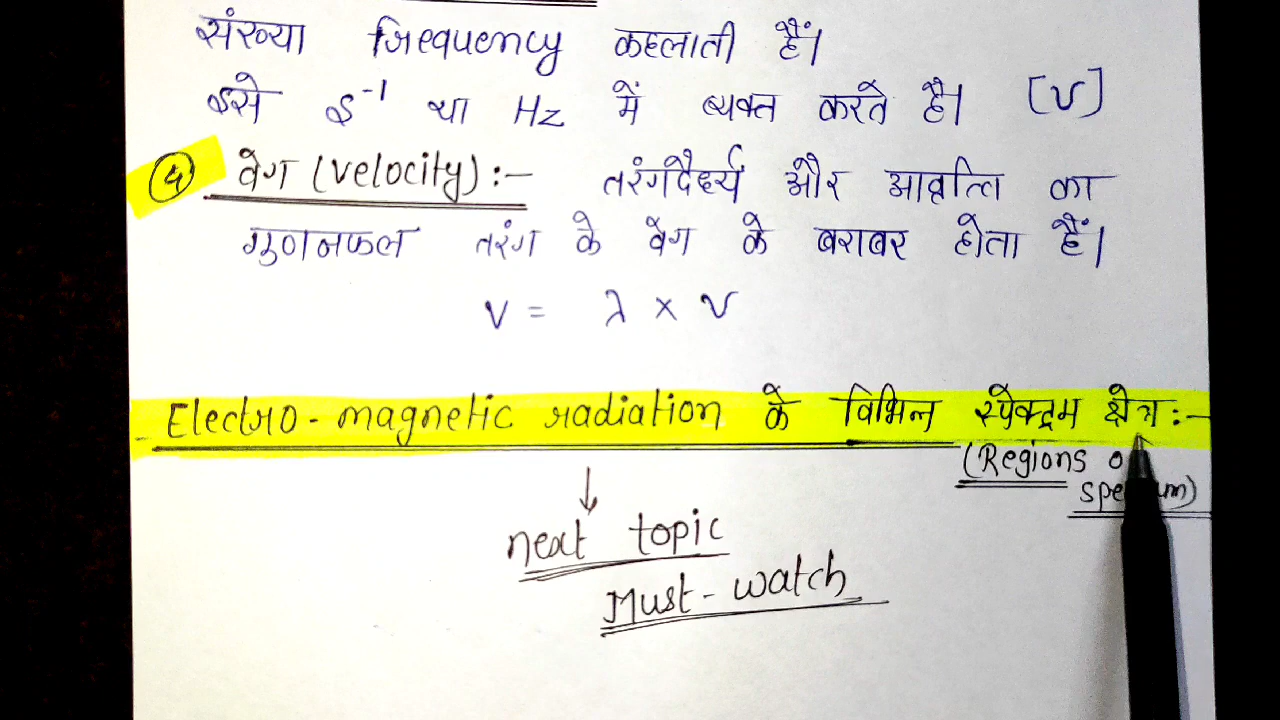 संख्या frequency कहलाती हैं।
इसे S⁻¹ या Hz में व्यक्त करते है। [ν]
④ वेग (velocity) :- तरंगदैर्ध्य और आवृत्ति का
गुणनफल तरंग के वेग के बराबर होता हैं।
v = λ × ν
Electro-magnetic radiation के विभिन्न स्पेक्ट्रम क्षेत्र :-
(Regions
↓
next topic
Must-watch